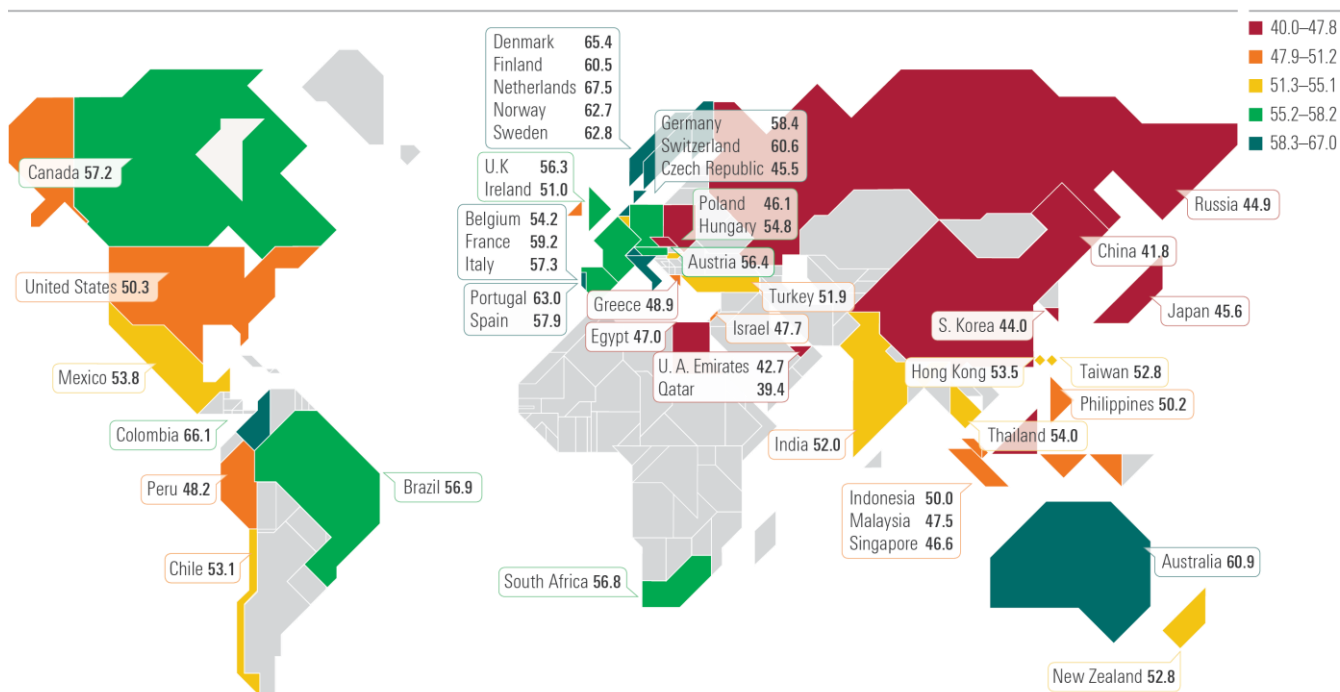 40.0–47.8
47.9–51.2
51.3–55.1
55.2–58.2
58.3–67.0
Denmark 65.4
Finland 60.5
Netherlands 67.5
Norway 62.7
Sweden 62.8
Germany 58.4
Switzerland 60.6
Czech Republic 45.5
Canada 57.2
U.K 56.3
Ireland 51.0
Poland 46.1
Hungary 54.8
Russia 44.9
Belgium 54.2
France 59.2
Italy 57.3
Austria 56.4
China 41.8
United States 50.3
Portugal 63.0
Spain 57.9
Greece 48.9
Turkey 51.9
Japan 45.6
Egypt 47.0
Israel 47.7
S. Korea 44.0
U. A. Emirates 42.7
Qatar 39.4
Mexico 53.8
Hong Kong 53.5
Taiwan 52.8
Philippines 50.2
Colombia 66.1
India 52.0
Thailand 54.0
Peru 48.2
Brazil 56.9
Indonesia 50.0
Malaysia 47.5
Singapore 46.6
Chile 53.1
South Africa 56.8
Australia 60.9
New Zealand 52.8